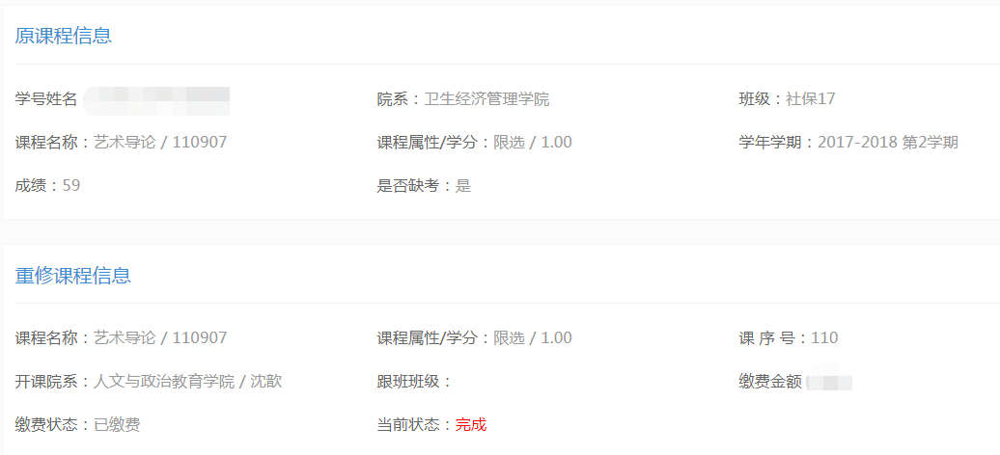 原课程信息
学号姓名 院系：卫生经济管理学院 班级：社保17
课程名称：艺术导论 / 110907 课程属性/学分：限选 / 1.00 学年学期：2017-2018 第2学期
成绩：59 是否缺考：是
重修课程信息
课程名称：艺术导论 / 110907 课程属性/学分：限选 / 1.00 课 序 号：110
开课院系：人文与政治教育学院 / 沈歆 跟班班级： 缴费金额
缴费状态：已缴费 当前状态：完成